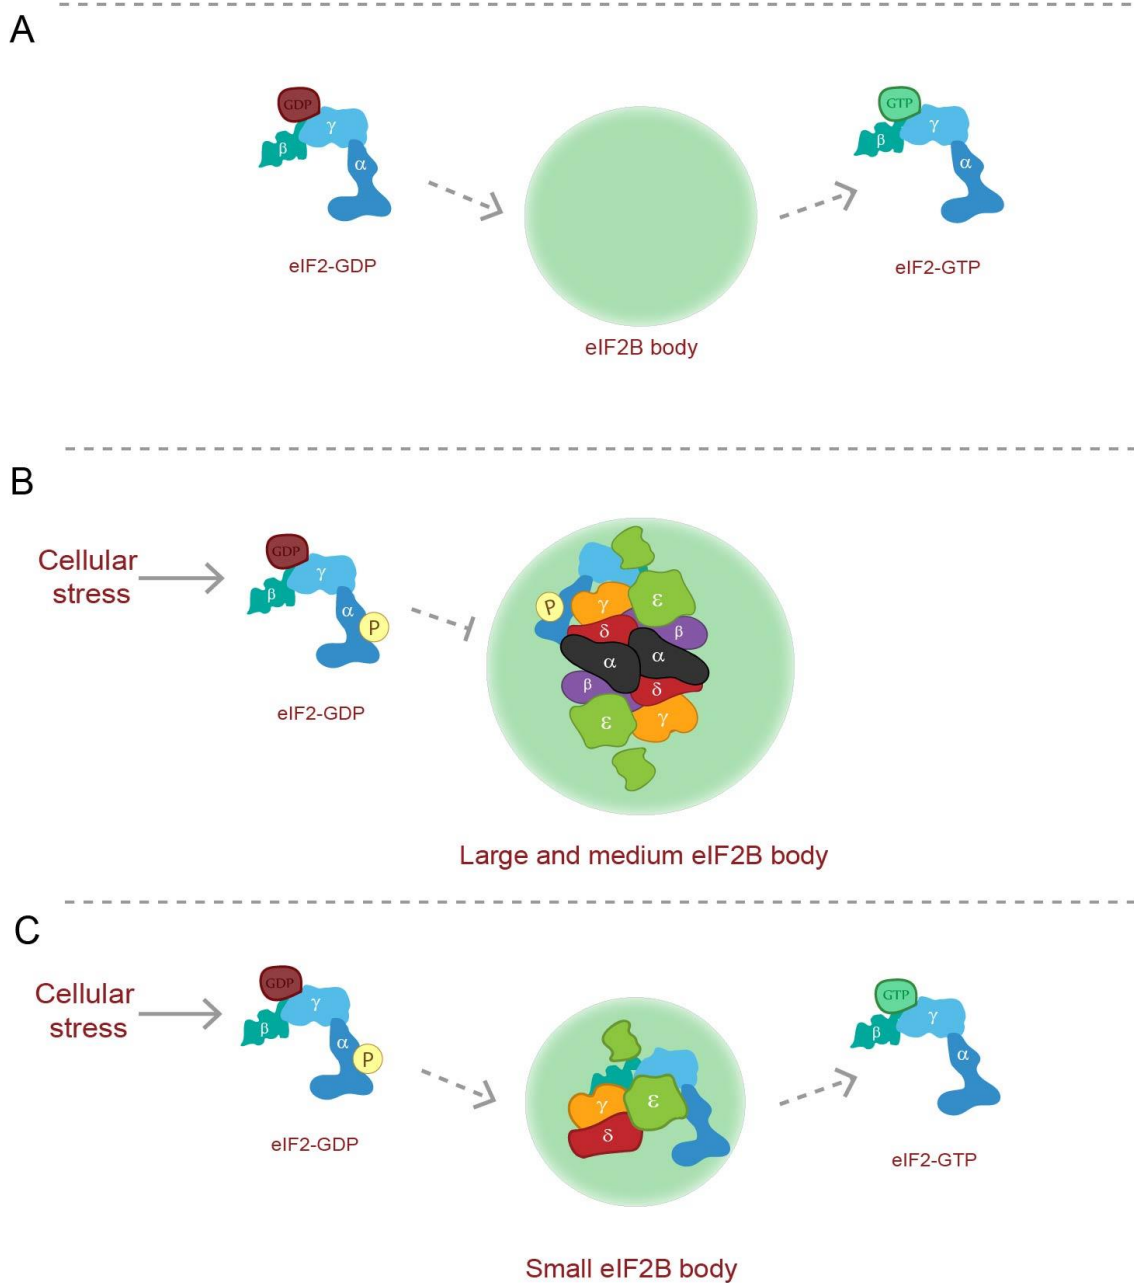 A
GDP
γ
β
α
eIF2-GDP
eIF2B body
GTP
γ
β
α
eIF2-GTP
B
Cellular
stress
GDP
γ
β
α
P
eIF2-GDP
P
γ
ε
δ
β
α
α
β
δ
ε
γ
Large and medium eIF2B body
C
Cellular
stress
GDP
γ
β
α
P
eIF2-GDP
γ
ε
δ
Small eIF2B body
GTP
γ
β
α
eIF2-GTP